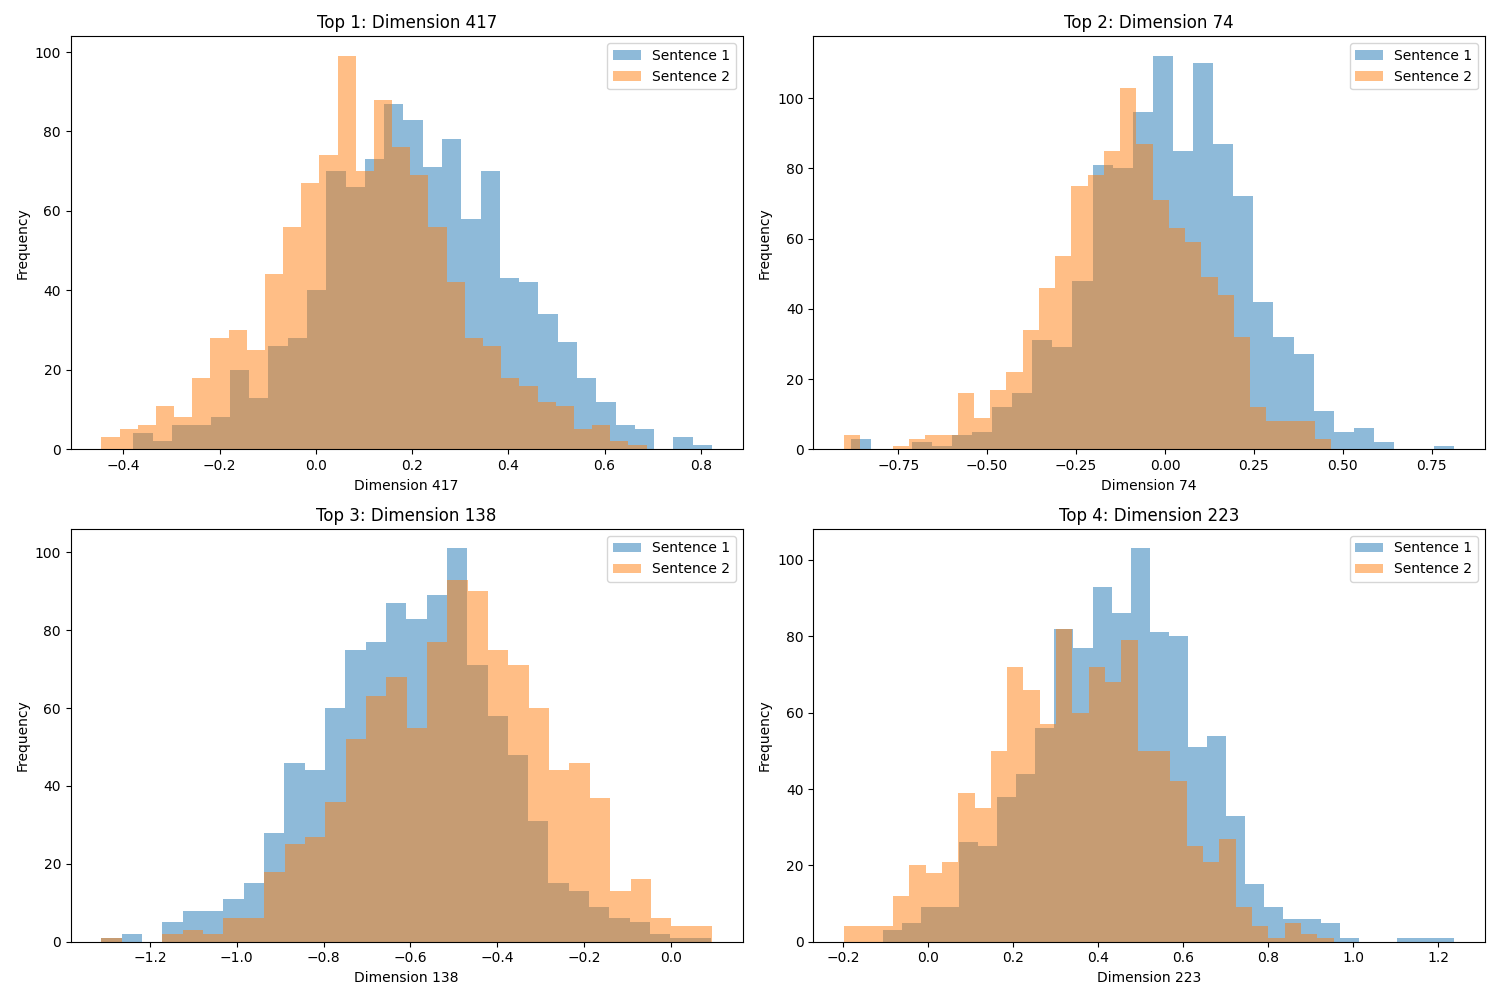 Top 1: Dimension 417
Sentence 1
Sentence 2
Frequency
100
80
60
40
20
0
−0.4 −0.2 0.0 0.2 0.4 0.6 0.8
Dimension 417
Top 2: Dimension 74
Sentence 1
Sentence 2
Frequency
100
80
60
40
20
0
−0.75 −0.50 −0.25 0.00 0.25 0.50 0.75
Dimension 74
Top 3: Dimension 138
Sentence 1
Sentence 2
Frequency
100
80
60
40
20
0
−1.2 −1.0 −0.8 −0.6 −0.4 −0.2 0.0
Dimension 138
Top 4: Dimension 223
Sentence 1
Sentence 2
Frequency
100
80
60
40
20
0
−0.2 0.0 0.2 0.4 0.6 0.8 1.0 1.2
Dimension 223